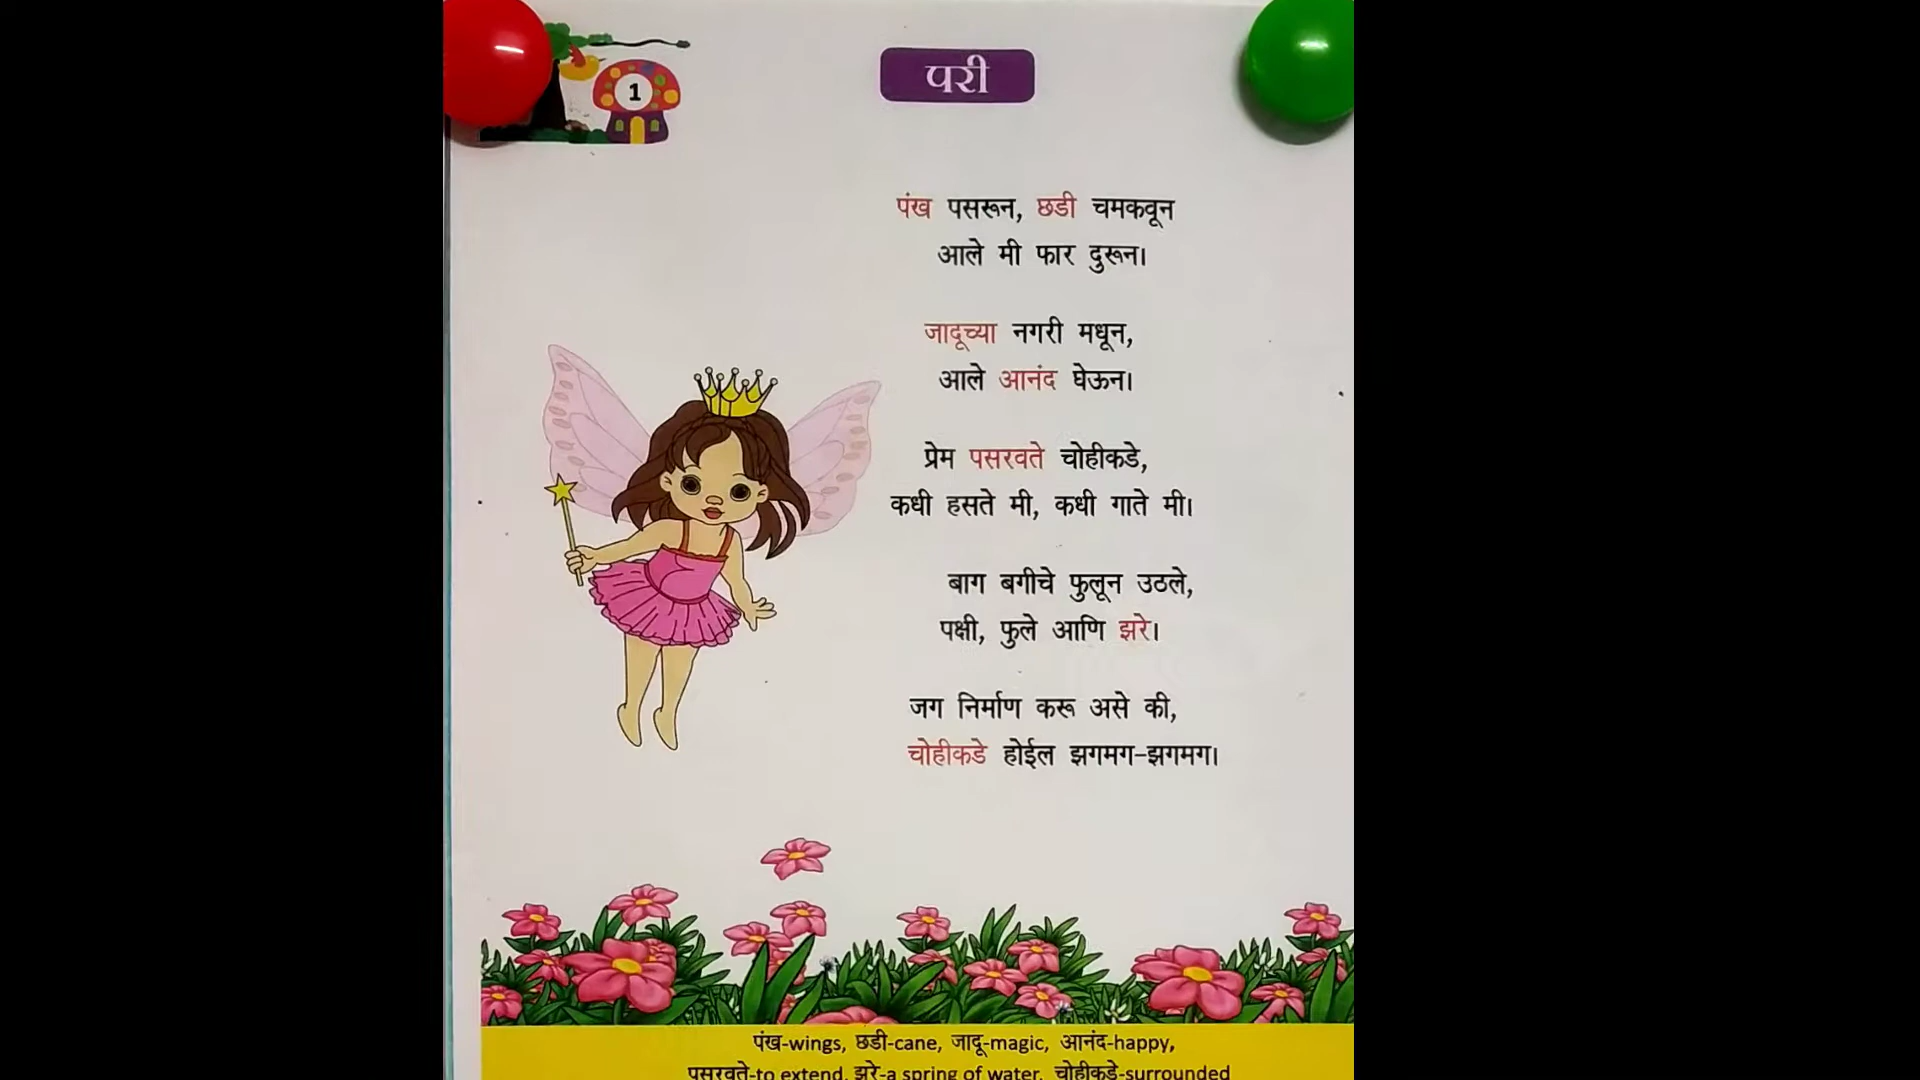 1
परी
पंख पसरून, छडी चमकवून
आले मी फार दुरून।
जादूच्या नगरी मधून,
आले आनंद घेऊन।
प्रेम पसरवते चोहीकडे,
कधी हसते मी, कधी गाते मी।
बाग बगीचे फुलून उठले,
पक्षी, फुले आणि झरे।
जग निर्माण करू असे की,
चोहीकडे होईल झगमग-झगमग।
पंख-wings, छडी-cane, जादू-magic, आनंद-happy,
पसरवते-to extend, झरे-a spring of water, चोहीकडे-surrounded